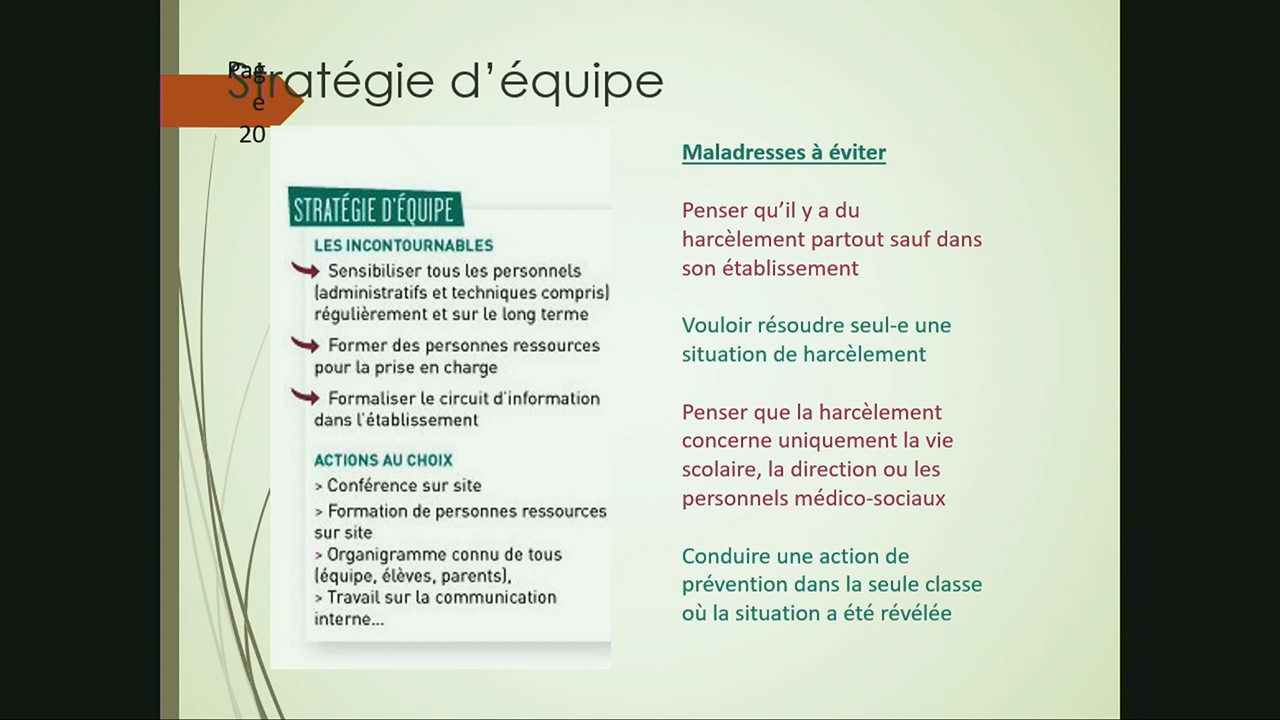 Stratégie d'équipe
Pag
e
20
STRATÉGIE D'ÉQUIPE
LES INCONTOURNABLES
Sensibiliser tous les personnels
(administratifs et techniques compris)
régulièrement et sur le long terme
Former des personnes ressources
pour la prise en charge
Formaliser le circuit d'information
dans l'établissement
ACTIONS AU CHOIX
> Conférence sur site
> Formation de personnes ressources
sur site
> Organigramme connu de tous
(équipe, élèves, parents),
> Travail sur la communication
interne...
Maladresses à éviter
Penser qu'il y a du
harcèlement partout sauf dans
son établissement
Vouloir résoudre seul-e une
situation de harcèlement
Penser que la harcèlement
concerne uniquement la vie
scolaire, la direction ou les
personnels médico-sociaux
Conduire une action de
prévention dans la seule classe
où la situation a été révélée